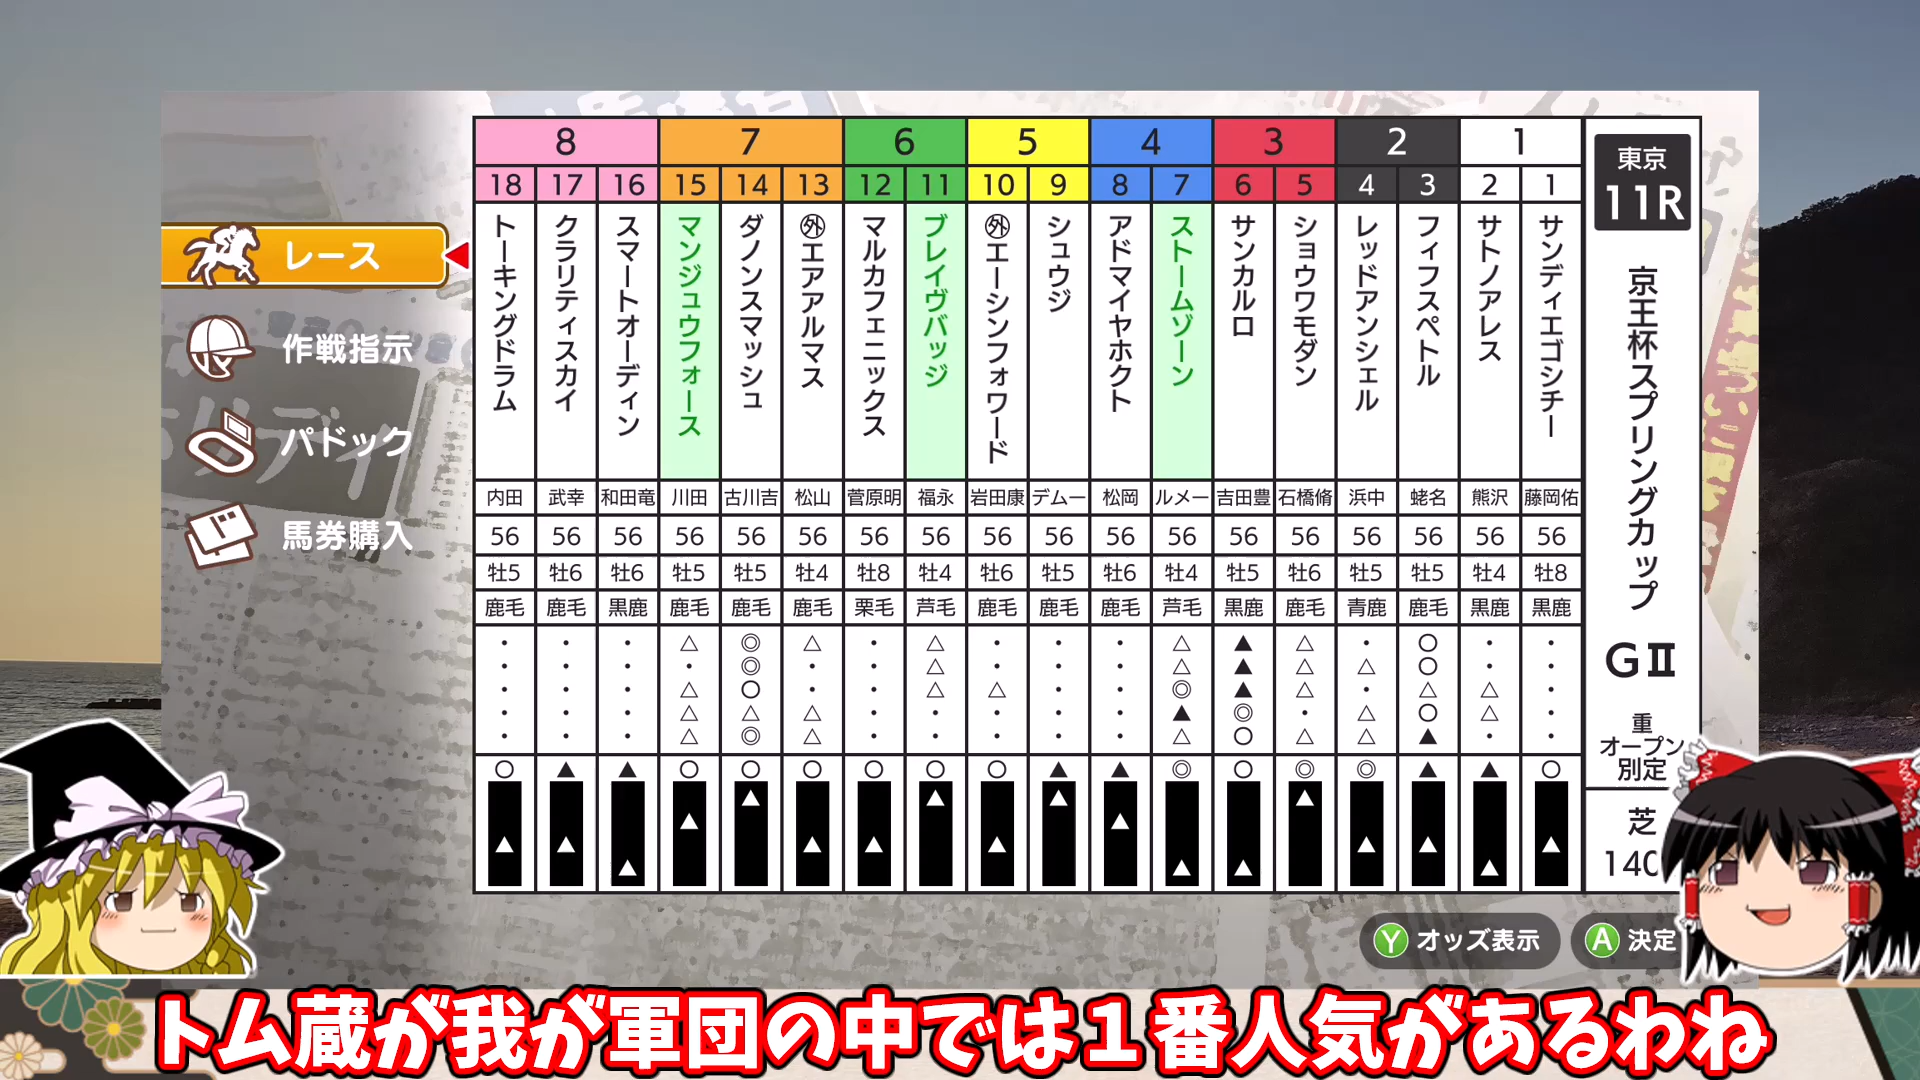 レース
作戦指示
パドック
馬券購入
8 7 6 5 4 3 2 1
18 17 16 15 14 13 12 11 10 9 8 7 6 5 4 3 2 1
トーキングドラム
クラリティスカイ
スマートオーディン
マンジュウフォース
ダノンスマッシュ
外エアアルマス
マルカフェニックス
ブレイヴバッジ
外エーシンフォワード
シュウジ
アドマイヤホクト
ストームゾーン
サンカルロ
ショウワモダン
レッドアンシェル
フィフスペトル
サトノアレス
サンディエゴシチー
内田 武幸 和田竜 川田 古川吉 松山 菅原明 福永 岩田康 デムー 松岡 ルメー 吉田豊 石橋脩 浜中 蛯名 熊沢 藤岡佑
56 56 56 56 56 56 56 56 56 56 56 56 56 56 56 56 56 56
牡5 牡6 牡6 牡5 牡5 牡4 牡8 牡4 牡6 牡5 牡6 牡4 牡5 牡6 牡5 牡5 牡4 牡8
鹿毛 鹿毛 黒鹿 鹿毛 鹿毛 鹿毛 栗毛 芦毛 鹿毛 鹿毛 鹿毛 芦毛 黒鹿 鹿毛 青鹿 鹿毛 黒鹿 黒鹿
東京
11R
京王杯スプリングカップ
GⅡ
重
オープン
別定
芝
140
Y オッズ表示
A 決定
トム蔵が我が軍団の中では1番人気があるわね